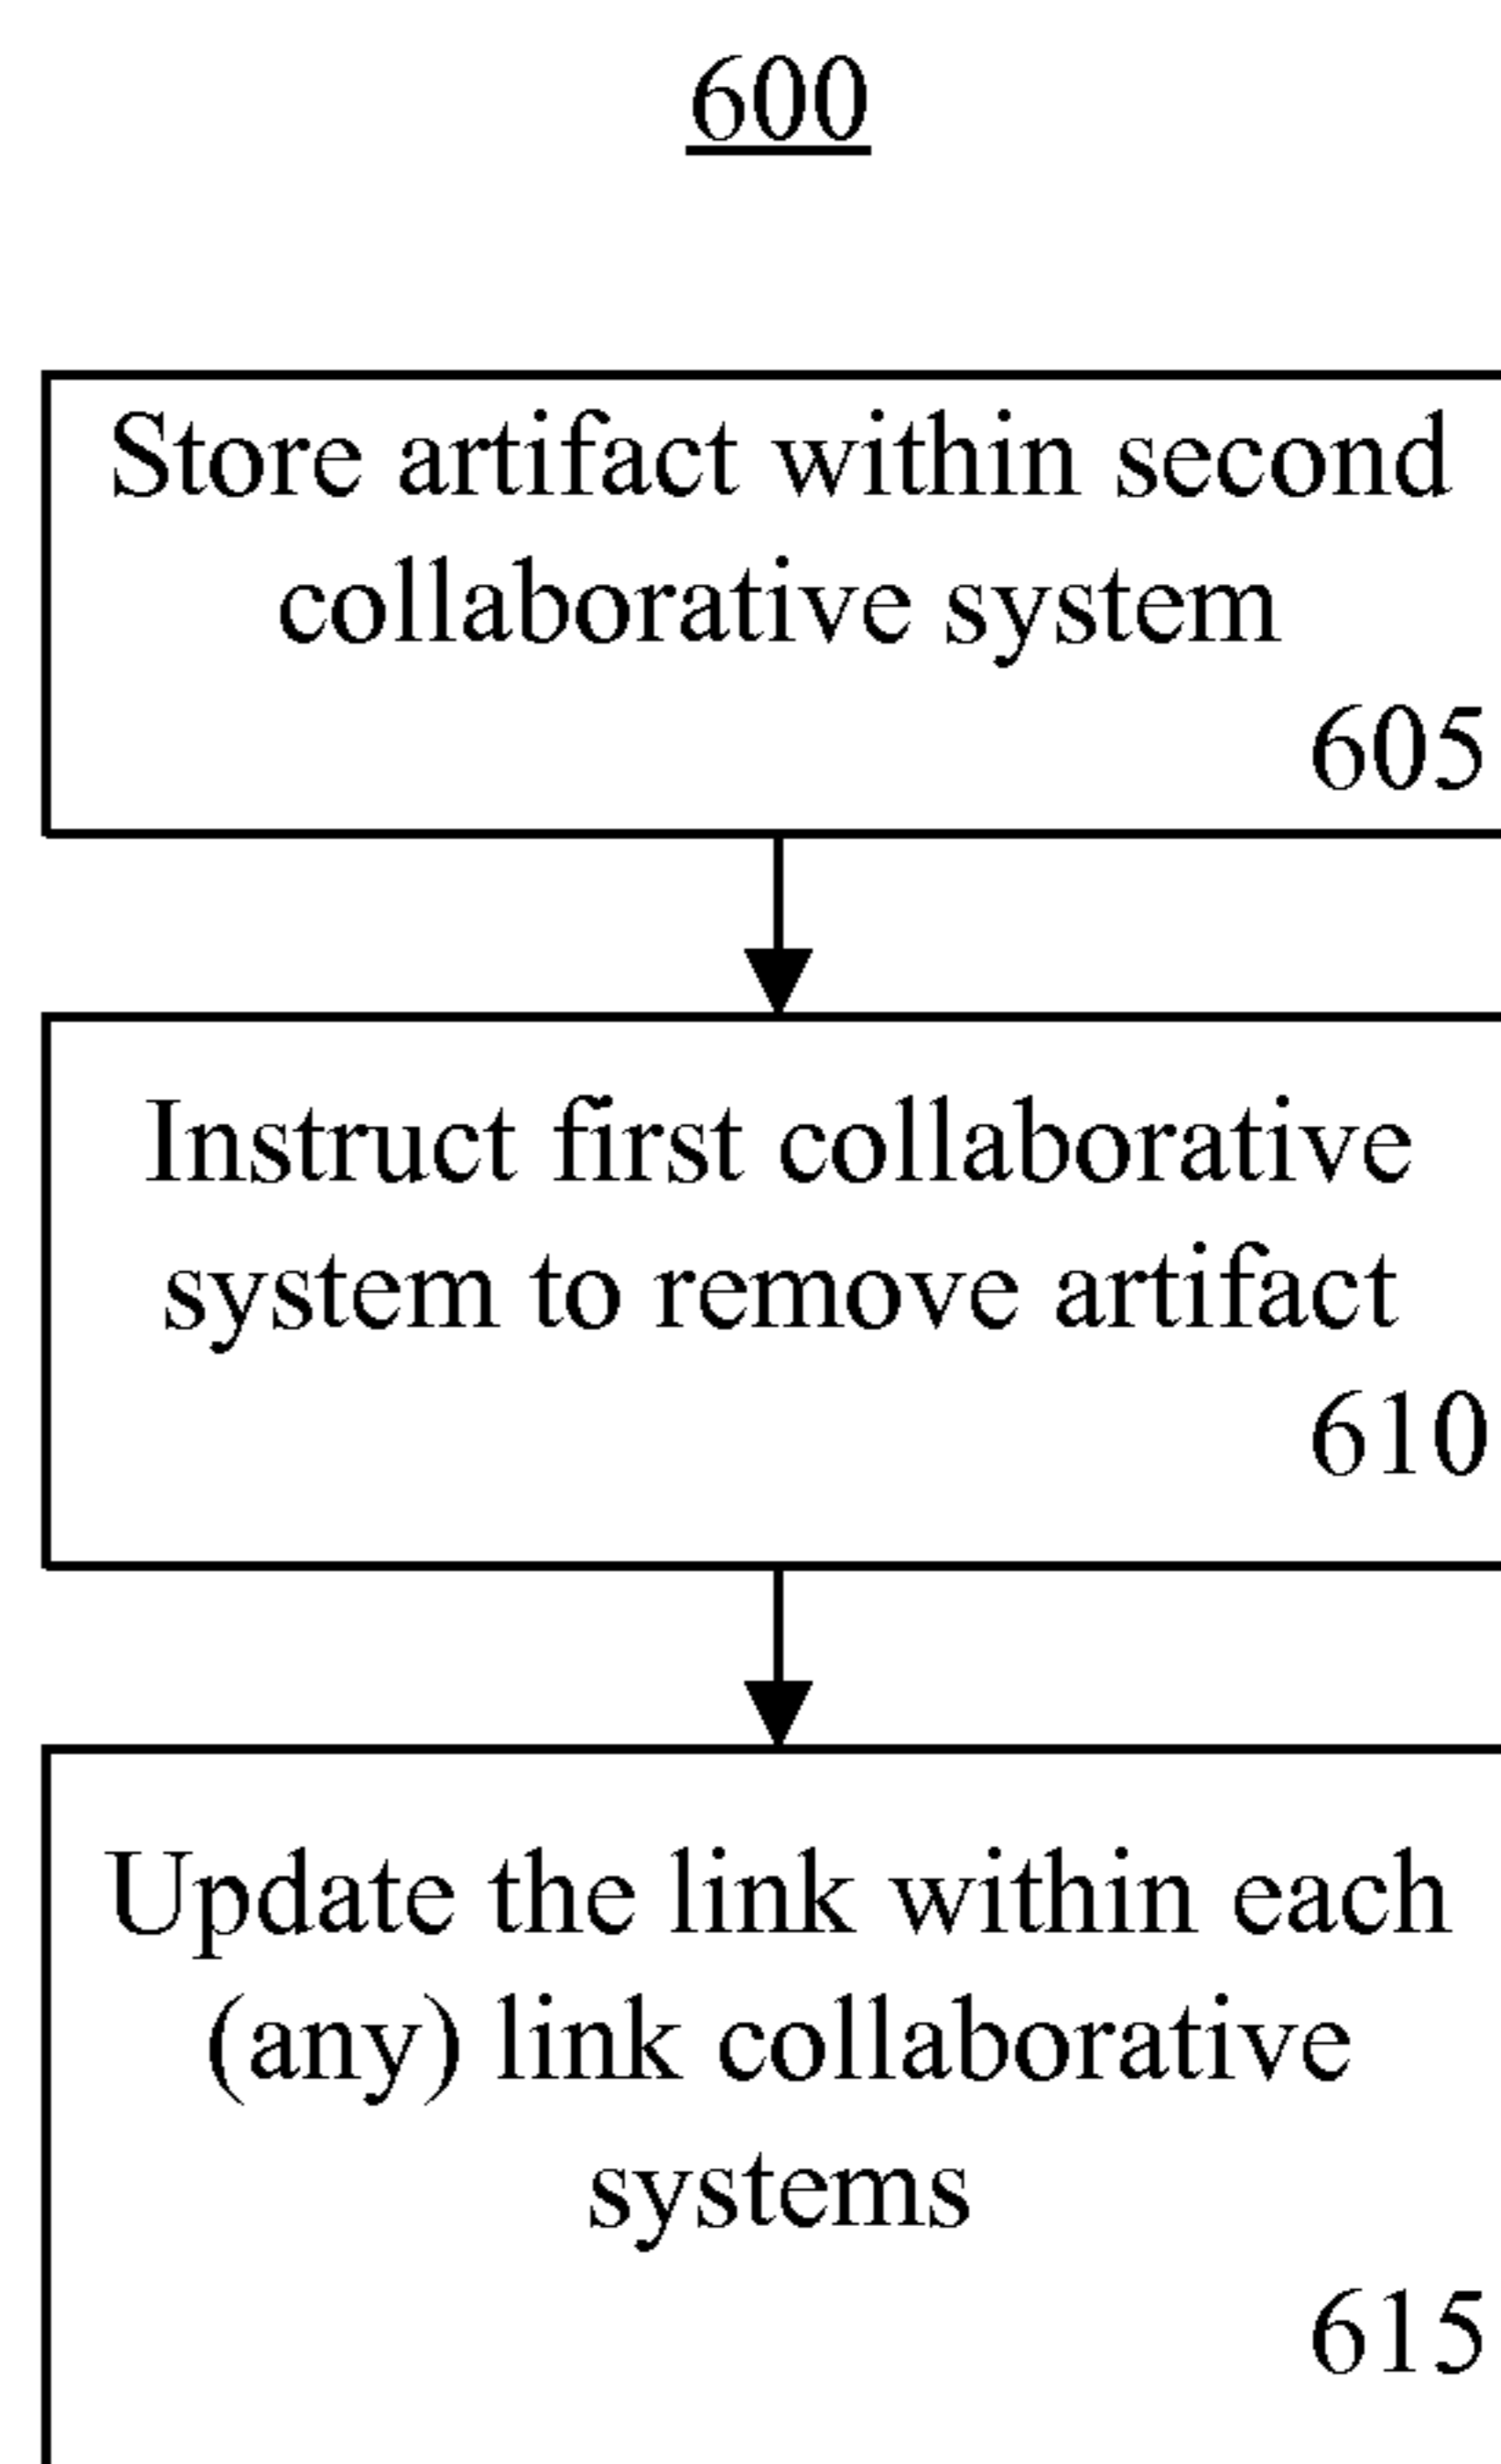 600
Store artifact within second
collaborative system
605
Instruct first collaborative
system to remove artifact
610
Update the link within each
(any) link collaborative
systems
615